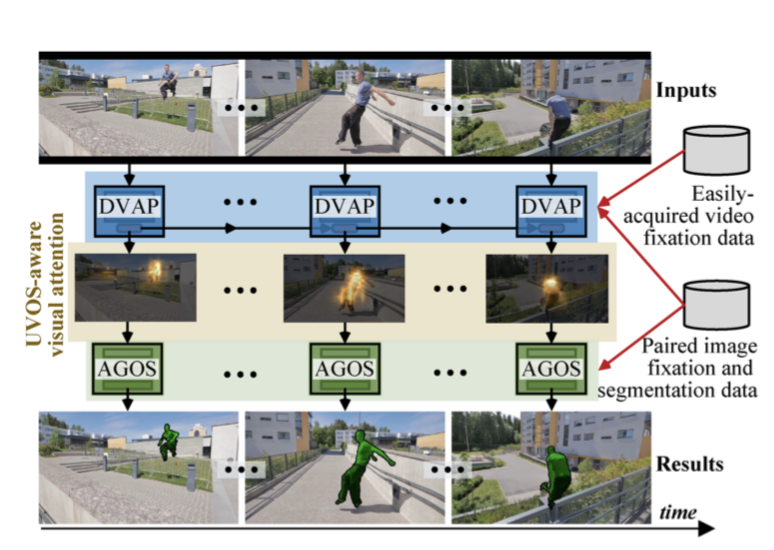 Inputs
Easily-
acquired video
fixation data
DVAP
DVAP
DVAP
UVOS-aware
visual attention
Paired image
fixation and
segmentation data
AGOS
AGOS
AGOS
Results
time